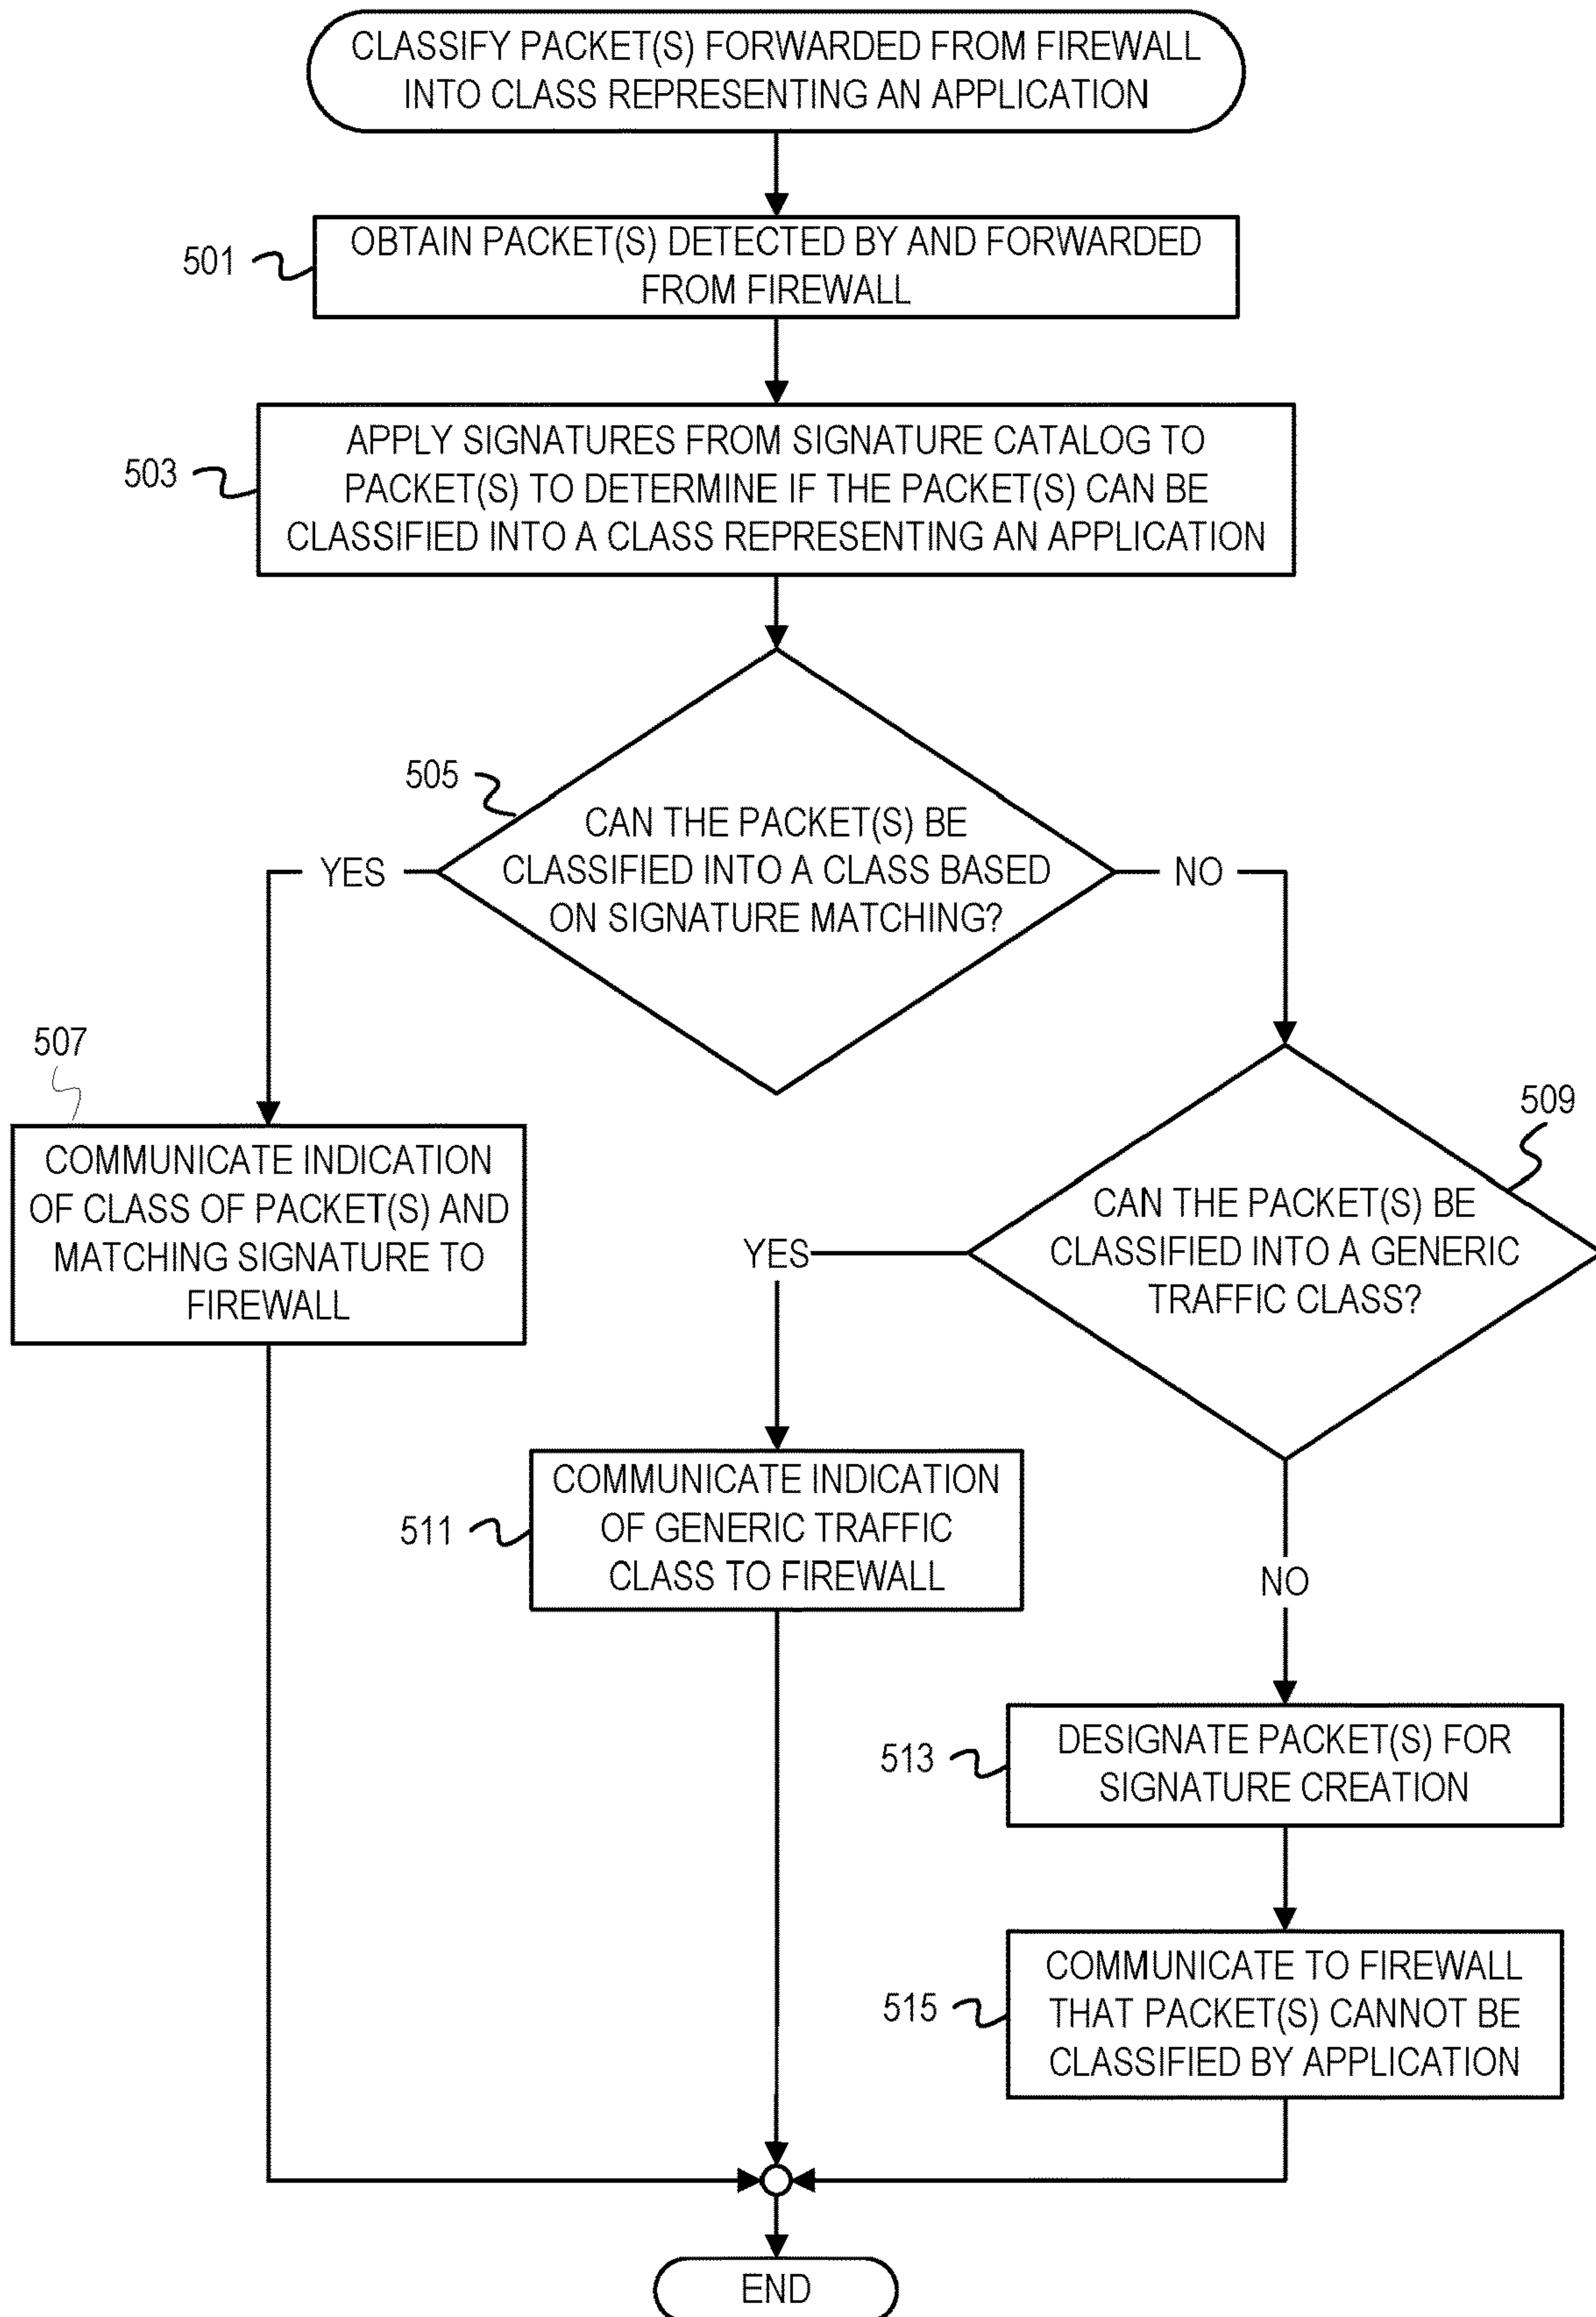 CLASSIFY PACKET(S) FORWARDED FROM FIREWALL
INTO CLASS REPRESENTING AN APPLICATION
501
OBTAIN PACKET(S) DETECTED BY AND FORWARDED
FROM FIREWALL
503
APPLY SIGNATURES FROM SIGNATURE CATALOG TO
PACKET(S) TO DETERMINE IF THE PACKET(S) CAN BE
CLASSIFIED INTO A CLASS REPRESENTING AN APPLICATION
505
CAN THE PACKET(S) BE
CLASSIFIED INTO A CLASS BASED
ON SIGNATURE MATCHING?
YES
NO
507
COMMUNICATE INDICATION
OF CLASS OF PACKET(S) AND
MATCHING SIGNATURE TO
FIREWALL
509
CAN THE PACKET(S) BE
CLASSIFIED INTO A GENERIC
TRAFFIC CLASS?
YES
511
COMMUNICATE INDICATION
OF GENERIC TRAFFIC
CLASS TO FIREWALL
NO
513
DESIGNATE PACKET(S) FOR
SIGNATURE CREATION
515
COMMUNICATE TO FIREWALL
THAT PACKET(S) CANNOT BE
CLASSIFIED BY APPLICATION
END